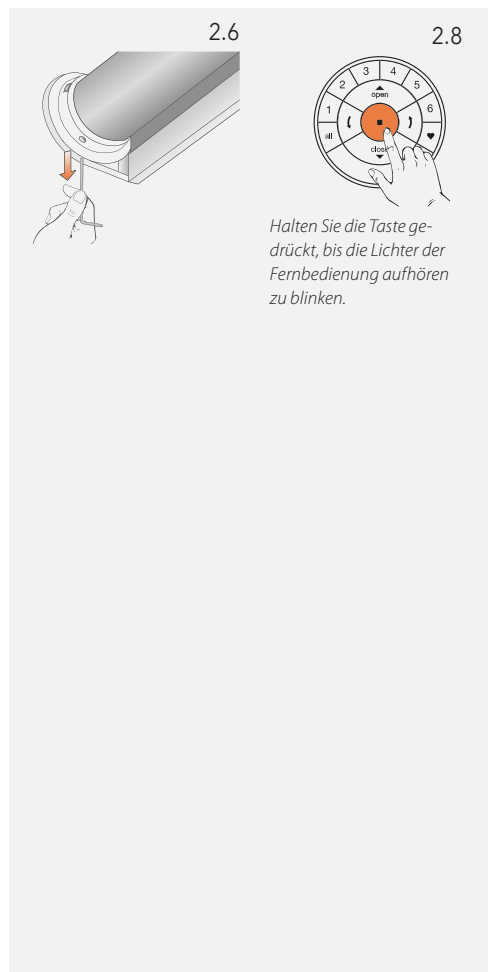 2.6
2.8
3 4
2 5
open
1 6
all
close
Halten Sie die Taste ge-
drückt, bis die Lichter der
Fernbedienung aufhören
zu blinken.